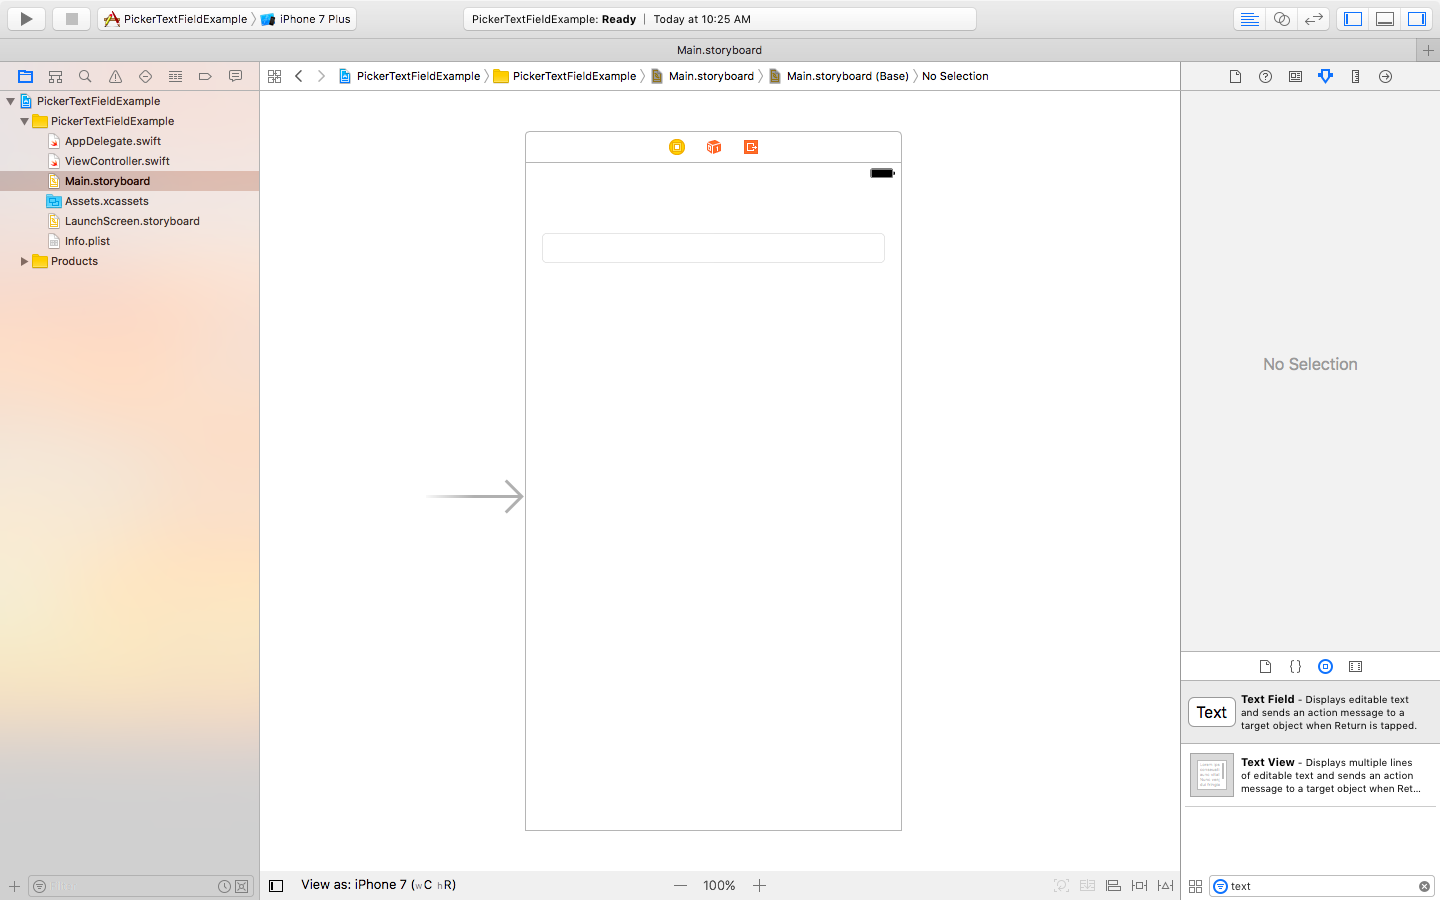 PickerTextFieldExample
iPhone 7 Plus
PickerTextFieldExample: Ready
Today at 10:25 AM
Main.storyboard
PickerTextFieldExample
PickerTextFieldExample
Main.storyboard
Main.storyboard (Base)
No Selection
PickerTextFieldExample
PickerTextFieldExample
AppDelegate.swift
ViewController.swift
Main.storyboard
Assets.xcassets
LaunchScreen.storyboard
Info.plist
Products
No Selection
Text
Text Field - Displays editable text
and sends an action message to a
target object when Return is tapped.
Text View - Displays multiple lines
of editable text and sends an action
message to a target object when Ret...
View as: iPhone 7 (wC hR)
100%
text